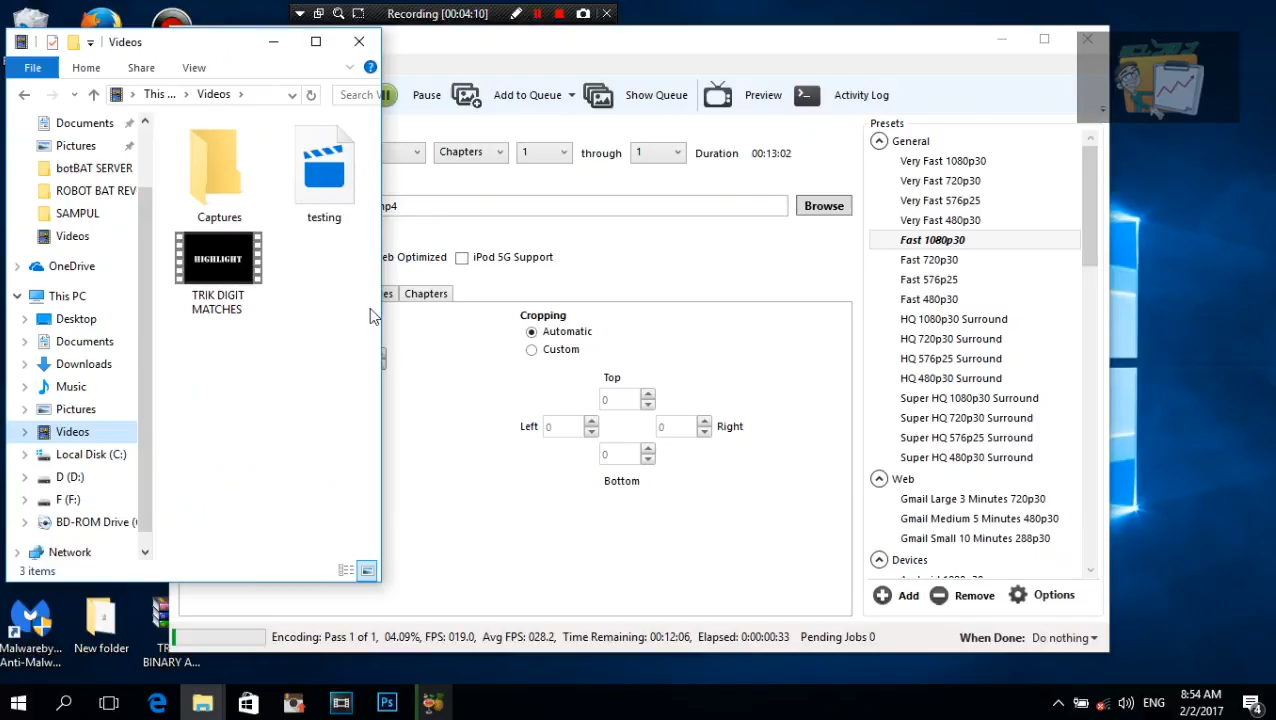 Recording [00:04:10]
Videos
File Home Share View
This ... Videos Search V
Documents
Pictures
botBAT SERVER
ROBOT BAT REV
SAMPUL
Videos
OneDrive
This PC
Desktop
Documents
Downloads
Music
Pictures
Videos
Local Disk (C:)
D (D:)
F (F:)
BD-ROM Drive (
Network
3 items
Captures
testing
HIGHLIGHT
TRIK DIGIT
MATCHES
Pause Add to Queue Show Queue Preview Activity Log
Chapters 1 through 1 Duration 00:13:02
mp4 Browse
eb Optimized iPod 5G Support
es Chapters
Cropping
Automatic
Custom
Top
0
Left 0 0 Right
0
Bottom
Presets
General
Very Fast 1080p30
Very Fast 720p30
Very Fast 576p25
Very Fast 480p30
Fast 1080p30
Fast 720p30
Fast 576p25
Fast 480p30
HQ 1080p30 Surround
HQ 720p30 Surround
HQ 576p25 Surround
HQ 480p30 Surround
Super HQ 1080p30 Surround
Super HQ 720p30 Surround
Super HQ 576p25 Surround
Super HQ 480p30 Surround
Web
Gmail Large 3 Minutes 720p30
Gmail Medium 5 Minutes 480p30
Gmail Small 10 Minutes 288p30
Devices
Add Remove Options
Encoding: Pass 1 of 1, 04.09%, FPS: 019.0, Avg FPS: 028.2, Time Remaining: 00:12:06, Elapsed: 0:00:00:33 Pending Jobs 0 When Done: Do nothing
Malwareby...
Anti-Malw...
New folder
TR
BINARY A...
Ps
ENG
8:54 AM
2/2/2017
4